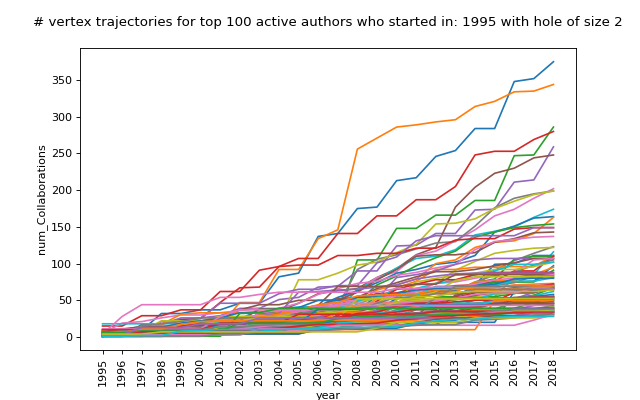 # vertex trajectories for top 100 active authors who started in: 1995 with hole of size 2
num_Collaborations
350
300
250
200
150
100
50
0
1995 1996 1997 1998 1999 2000 2001 2002 2003 2004 2005 2006 2007 2008 2009 2010 2011 2012 2013 2014 2015 2016 2017 2018
year